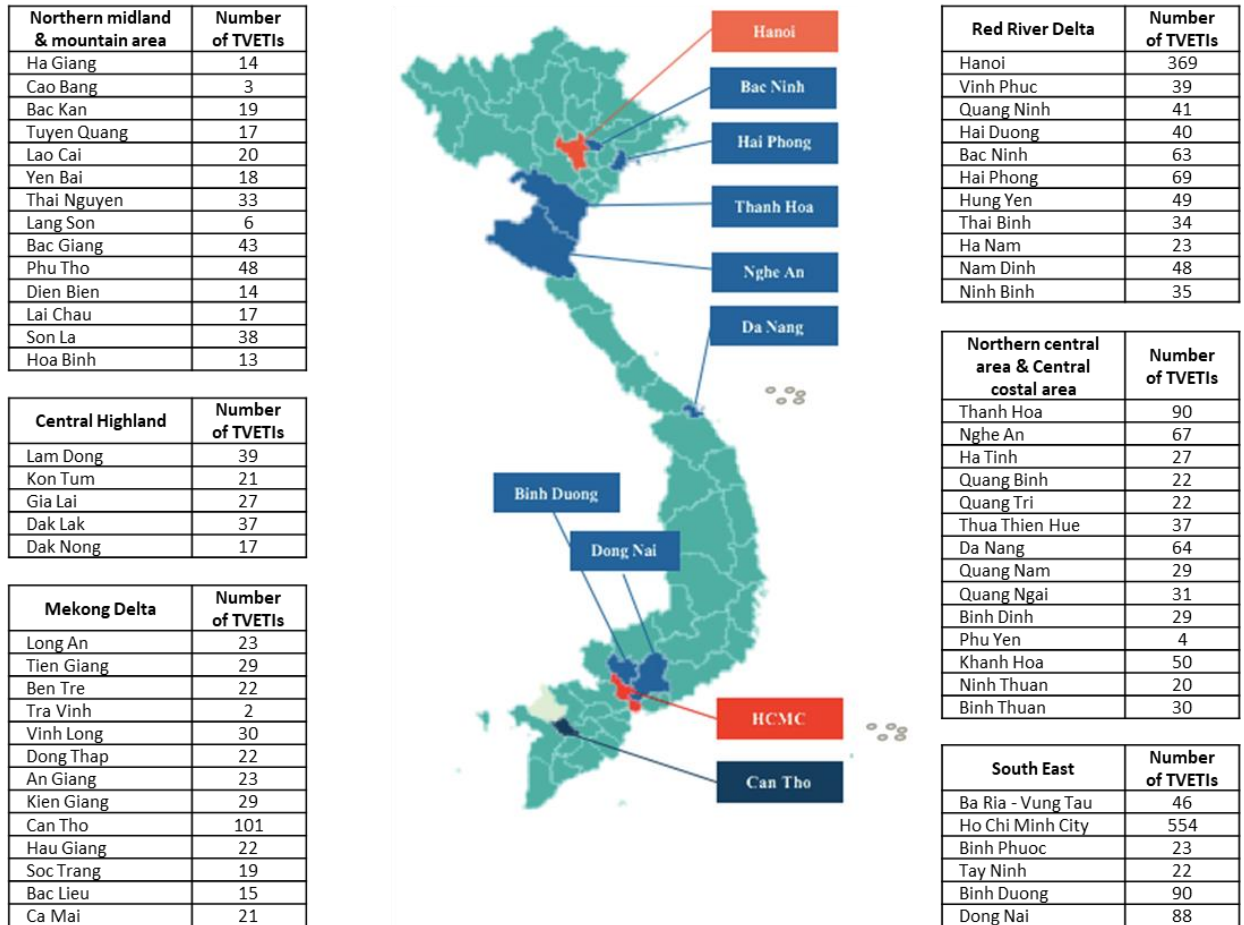 Northern midland
& mountain area
Number
of TVETIs
Ha Giang 14
Cao Bang 3
Bac Kan 19
Tuyen Quang 17
Lao Cai 20
Yen Bai 18
Thai Nguyen 33
Lang Son 6
Bac Giang 43
Phu Tho 48
Dien Bien 14
Lai Chau 17
Son La 38
Hoa Binh 13
Central Highland
Number
of TVETIs
Lam Dong 39
Kon Tum 21
Gia Lai 27
Dak Lak 37
Dak Nong 17
Mekong Delta
Number
of TVETIs
Long An 23
Tien Giang 29
Ben Tre 22
Tra Vinh 2
Vinh Long 30
Dong Thap 22
An Giang 23
Kien Giang 29
Can Tho 101
Hau Giang 22
Soc Trang 19
Bac Lieu 15
Ca Mai 21
Hanoi
Bac Ninh
Hai Phong
Thanh Hoa
Nghe An
Da Nang
Binh Duong
Dong Nai
HCMC
Can Tho
Red River Delta
Number
of TVETIs
Hanoi 369
Vinh Phuc 39
Quang Ninh 41
Hai Duong 40
Bac Ninh 63
Hai Phong 69
Hung Yen 49
Thai Binh 34
Ha Nam 23
Nam Dinh 48
Ninh Binh 35
Northern central
area & Central
costal area
Number
of TVETIs
Thanh Hoa 90
Nghe An 67
Ha Tinh 27
Quang Binh 22
Quang Tri 22
Thua Thien Hue 37
Da Nang 64
Quang Nam 29
Quang Ngai 31
Binh Dinh 29
Phu Yen 4
Khanh Hoa 50
Ninh Thuan 20
Binh Thuan 30
South East
Number
of TVETIs
Ba Ria - Vung Tau 46
Ho Chi Minh City 554
Binh Phuoc 23
Tay Ninh 22
Binh Duong 90
Dong Nai 88